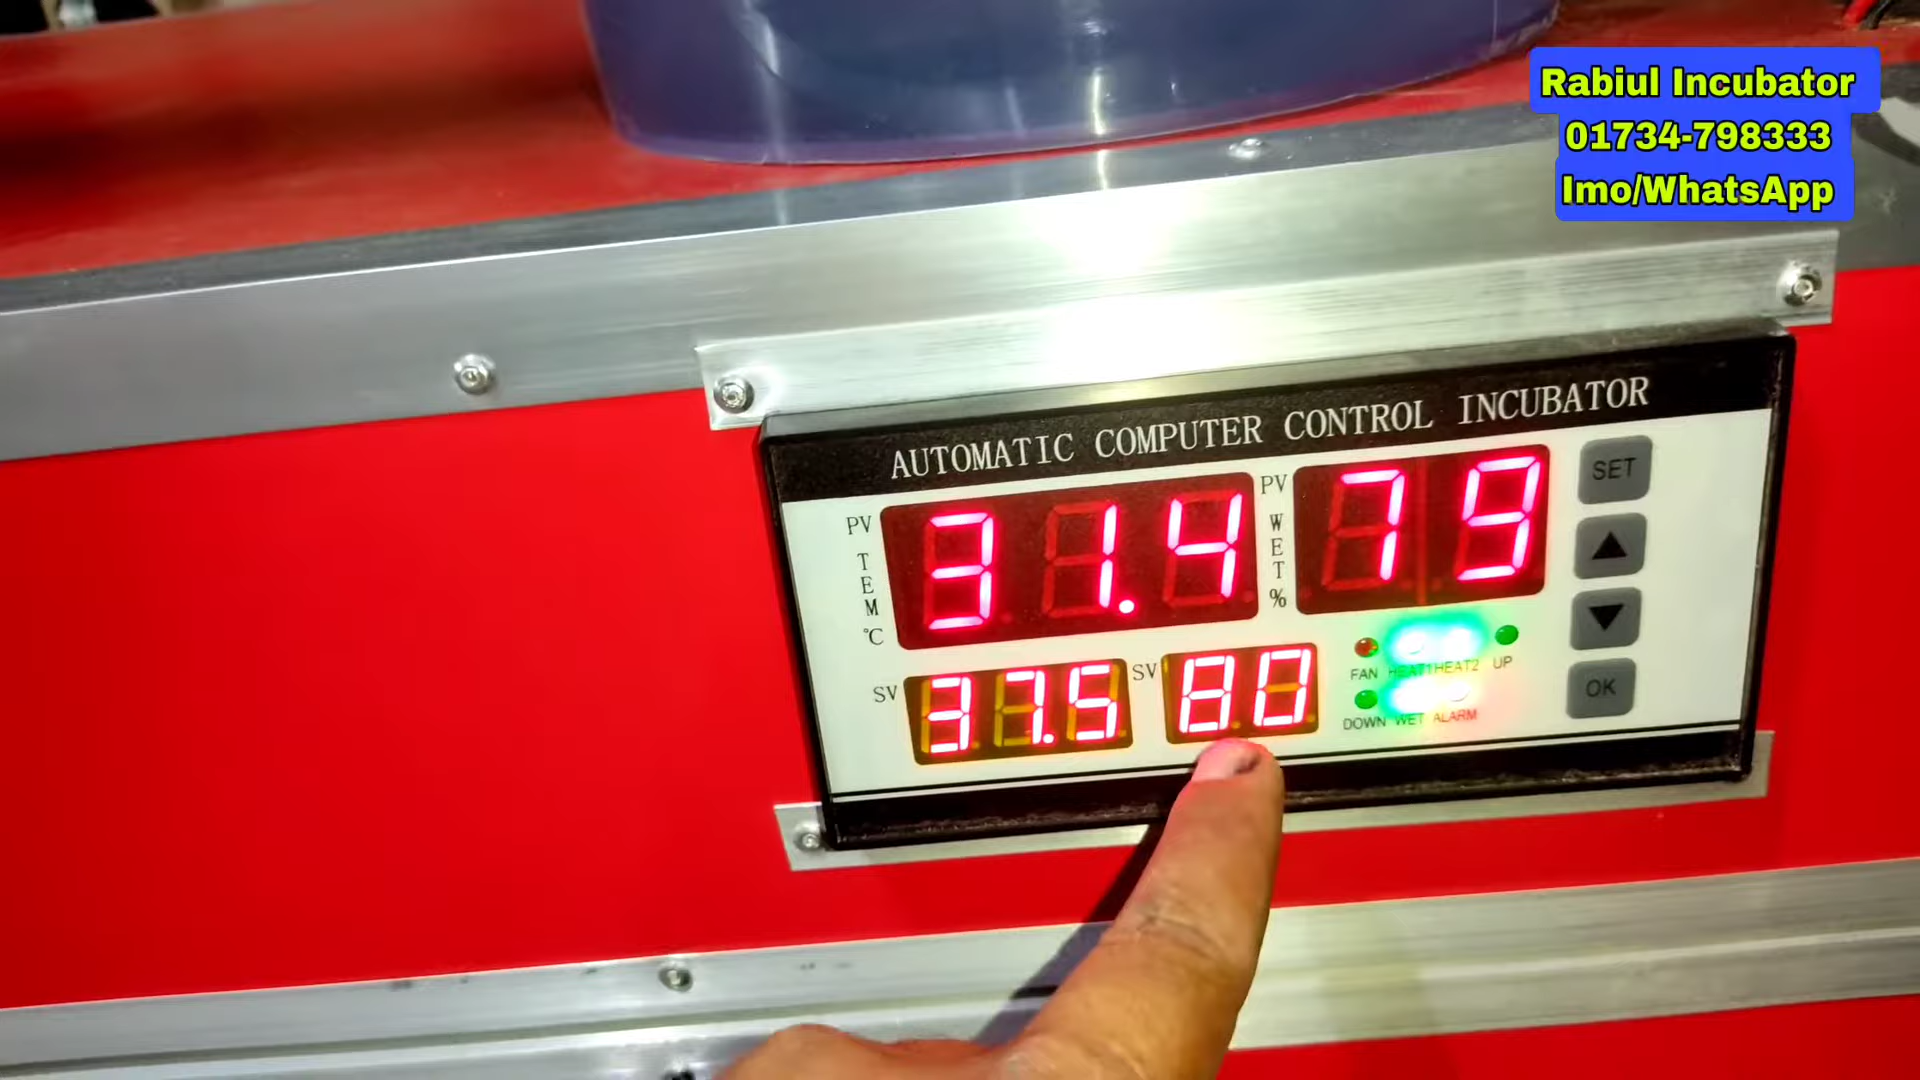 Rabiul Incubator
01734-798333
Imo/WhatsApp
AUTOMATIC COMPUTER CONTROL INCUBATOR
PV TEM °C
31.4
PV WET %
79
SET
SV
37.5
SV
80
FAN HEAT1 HEAT2 UP
DOWN WET ALARM
OK